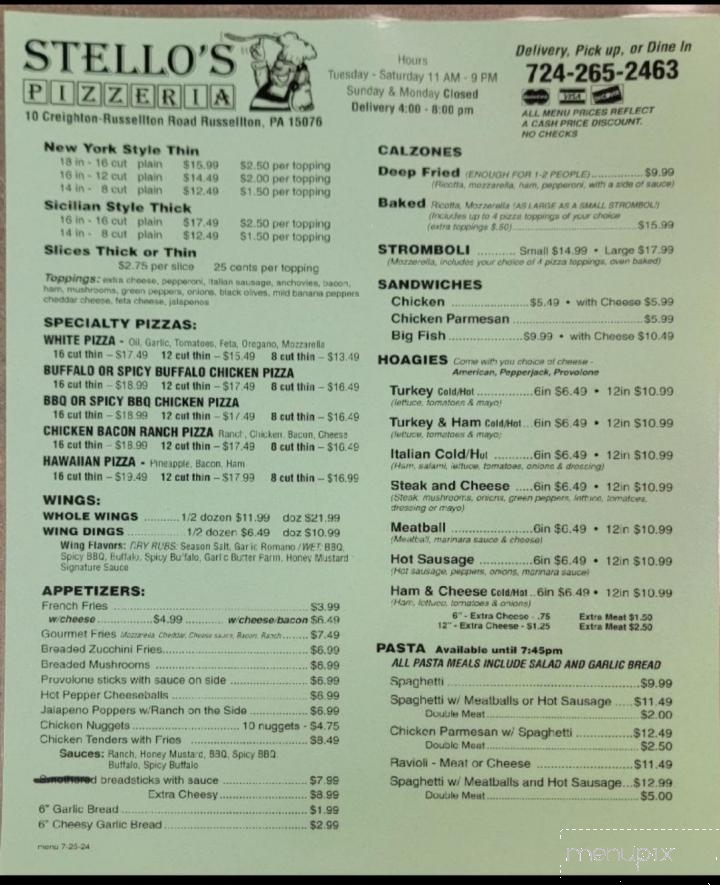 STELLO'S
PIZZERIA
10 Creighton-Russellton Road Russellton, PA 15076
Hours
Tuesday - Saturday 11 AM - 9 PM
Sunday & Monday Closed
Delivery 4:00 - 8:00 pm
Delivery, Pick up, or Dine In
724-265-2463
VISA
ALL MENU PRICES REFLECT
A CASH PRICE DISCOUNT.
NO CHECKS
New York Style Thin
18 in - 16 cut plain $15.99 $2.50 per topping
16 in - 12 cut plain $14.49 $2.00 per topping
14 in - 8 cut plain $12.49 $1.50 per topping
Sicilian Style Thick
16 in - 16 cut plain $17.49 $2.50 per topping
14 in - 8 cut plain $12.49 $1.50 per topping
Slices Thick or Thin
$2.75 per slice 25 cents per topping
Toppings: extra cheese, pepperoni, italian sausage, anchovies, bacon,
ham, mushrooms, green peppers, onions, black olives, mild banana peppers
cheddar cheese, feta cheese, jalapenos
SPECIALTY PIZZAS:
WHITE PIZZA - Oil, Garlic, Tomatoes, Feta, Oregano, Mozzarella
16 cut thin – $17.49 12 cut thin – $15.49 8 cut thin – $13.49
BUFFALO OR SPICY BUFFALO CHICKEN PIZZA
16 cut thin – $18.99 12 cut thin – $17.49 8 cut thin – $16.49
BBQ OR SPICY BBQ CHICKEN PIZZA
16 cut thin – $18.99 12 cut thin – $17.49 8 cut thin – $16.49
CHICKEN BACON RANCH PIZZA Ranch, Chicken, Bacon, Cheese
16 cut thin – $18.99 12 cut thin – $17.49 8 cut thin – $16.49
HAWAIIAN PIZZA - Pineapple, Bacon, Ham
16 cut thin – $19.49 12 cut thin – $17.99 8 cut thin – $16.99
WINGS:
WHOLE WINGS .......... 1/2 dozen $11.99 doz $21.99
WING DINGS .......... 1/2 dozen $6.49 doz $10.99
Wing Flavors: DRY RUBS: Season Salt, Garlic Romano / WET: BBQ,
Spicy BBQ, Buffalo, Spicy Buffalo, Garlic Butter Parm, Honey Mustard
Signature Sauce
APPETIZERS:
French Fries .......... $3.99
w/cheese .......... $4.99 .......... w/cheese/bacon $6.49
Gourmet Fries Mozzarella, Cheddar, Cheese sauce, Bacon, Ranch .......... $7.49
Breaded Zucchini Fries .......... $6.99
Breaded Mushrooms .......... $6.99
Provolone sticks with sauce on side .......... $6.99
Hot Pepper Cheeseballs .......... $6.99
Jalapeno Poppers w/Ranch on the Side .......... $6.99
Chicken Nuggets .......... 10 nuggets - $4.75
Chicken Tenders with Fries .......... $8.49
Sauces: Ranch, Honey Mustard, BBQ, Spicy BBQ
Buffalo, Spicy Buffalo
breadsticks with sauce .......... $7.99
Extra Cheesy .......... $8.99
6" Garlic Bread .......... $1.99
6" Cheesy Garlic Bread .......... $2.99
menu 7-25-24
CALZONES
Deep Fried (ENOUGH FOR 1-2 PEOPLE) .......... $9.99
(Ricotta, mozzarella, ham, pepperoni, with a side of sauce)
Baked Ricotta, Mozzarella (AS LARGE AS A SMALL STROMBOLI)
(Includes up to 4 pizza toppings of your choice
(extra toppings $.50) .......... $15.99
STROMBOLI .......... Small $14.99 • Large $17.99
(Mozzarella, includes your choice of 4 pizza toppings, oven baked)
SANDWICHES
Chicken .......... $5.49 • with Cheese $5.99
Chicken Parmesan .......... $5.99
Big Fish .......... $9.99 • with Cheese $10.49
HOAGIES Come with you choice of cheese -
American, Pepperjack, Provolone
Turkey Cold/Hot .......... 6in $6.49 • 12in $10.99
(lettuce, tomatoes & mayo)
Turkey & Ham Cold/Hot .. 6in $6.49 • 12in $10.99
(lettuce, tomatoes & mayo)
Italian Cold/Hot .......... 6in $6.49 • 12in $10.99
(Ham, salami, lettuce, tomatoes, onions & dressing)
Steak and Cheese ..... 6in $6.49 • 12in $10.99
(Steak, mushrooms, onions, green peppers, lettuce, tomatoes,
dressing or mayo)
Meatball .......... 6in $6.49 • 12in $10.99
(Meatball, marinara sauce & cheese)
Hot Sausage .......... 6in $6.49 • 12in $10.99
(Hot sausage, peppers, onions, marinara sauce)
Ham & Cheese Cold/Hot .. 6in $6.49 • 12in $10.99
(Ham, lettuce, tomatoes & onions)
6" - Extra Cheese - .75 Extra Meat $1.50
12" - Extra Cheese - $1.25 Extra Meat $2.50
PASTA Available until 7:45pm
ALL PASTA MEALS INCLUDE SALAD AND GARLIC BREAD
Spaghetti .......... $9.99
Spaghetti w/ Meatballs or Hot Sausage ..... $11.49
Double Meat .......... $2.00
Chicken Parmesan w/ Spaghetti .......... $12.49
Double Meat .......... $2.50
Ravioli - Meat or Cheese .......... $11.49
Spaghetti w/ Meatballs and Hot Sausage ... $12.99
Double Meat .......... $5.00
menupix